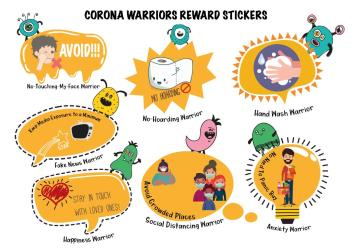 CORONA WARRIORS REWARD STICKERS
AVOID!!!
No-Touching-My-Face Warrior
NO HOARDING
No-Hoarding Warrior
Hand Wash Warrior
Keep Media Exposure to a Minimum
Fake News Warrior
STAY IN TOUCH
WITH LOVED ONES!
Happiness Warrior
Avoid Crowded Places
Social Distancing Warrior
No Need To Panic
Anxiety Warrior